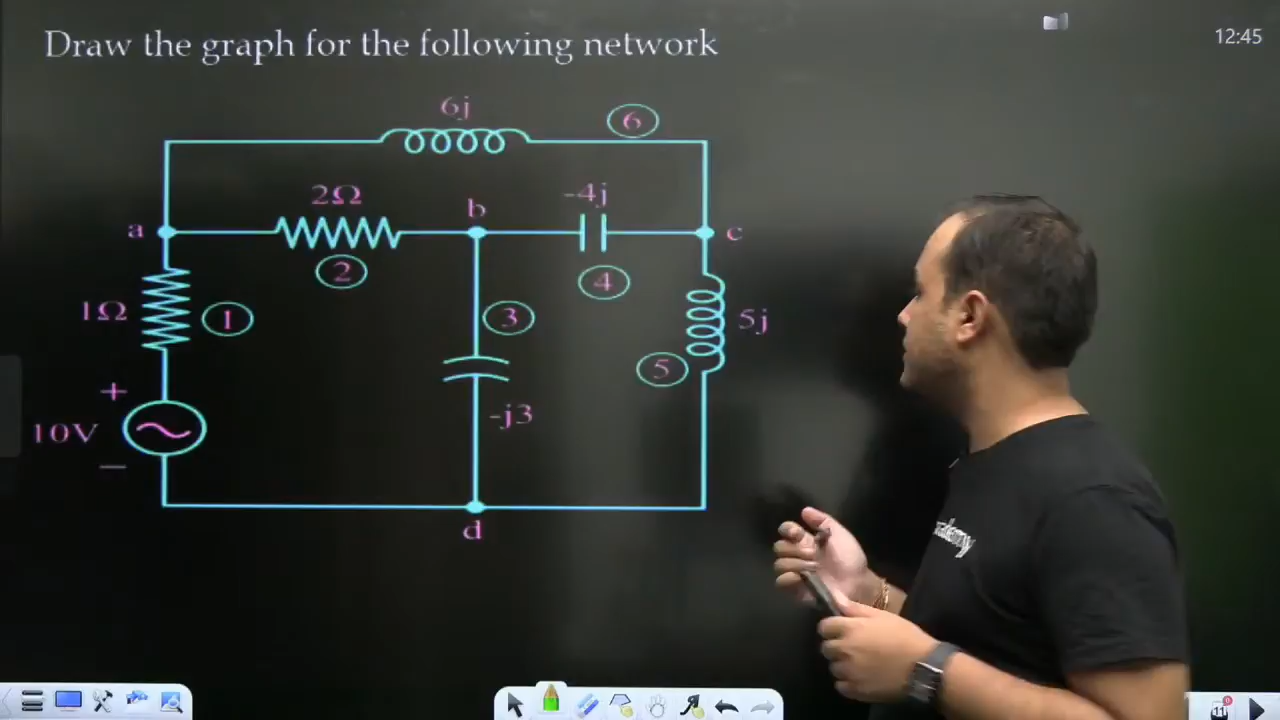 Draw the graph for the following network
12:45
6j
6
2Ω
b
-4j
a
c
2
4
1Ω
1
3
5j
5
+
10V
-j3
−
d